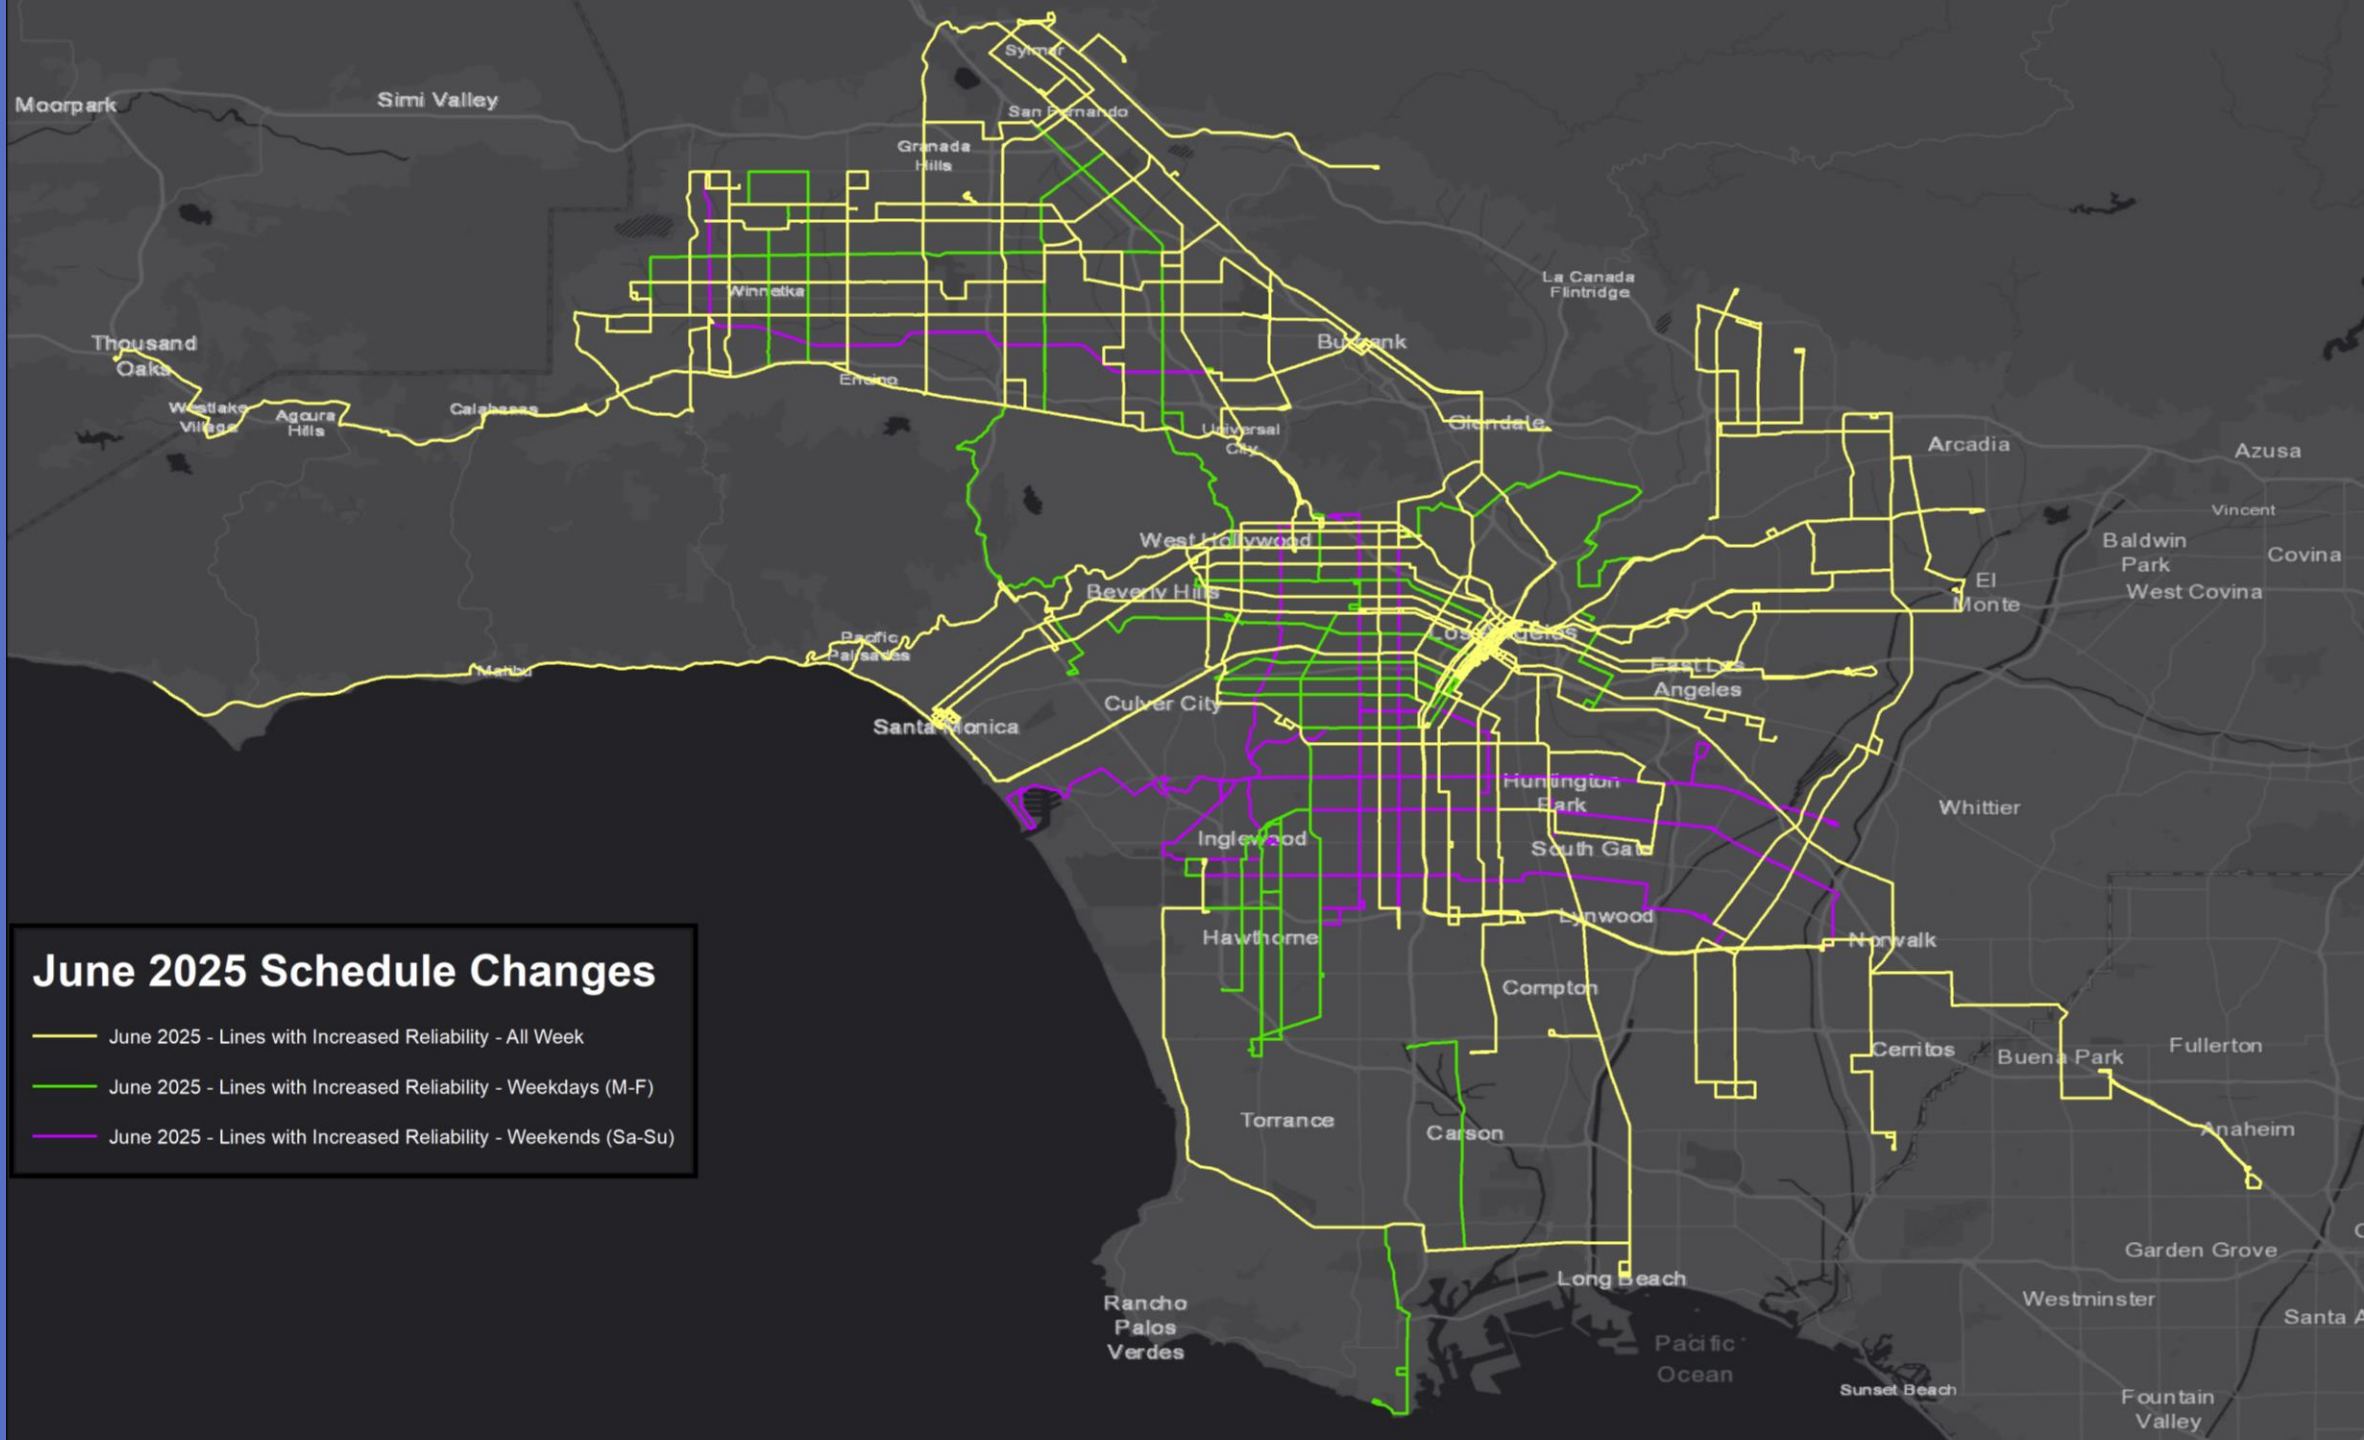 Sylmar
Moorpark
Simi Valley
San Fernando
Granada
Hills
La Canada
Flintridge
Winnetka
Thousand
Oaks
Burbank
Encino
Westlake
Village
Agoura
Hills
Calabasas
Universal
City
Glendale
Arcadia
Azusa
Vincent
West Hollywood
Baldwin
Park
Covina
Beverly Hills
El
Monte
West Covina
Pacific
Palisades
Los Angeles
Malibu
East Los
Angeles
Culver City
Santa Monica
Huntington
Park
Whittier
Inglewood
South Gate
Lynwood
Hawthorne
Norwalk
June 2025 Schedule Changes
June 2025 - Lines with Increased Reliability - All Week
June 2025 - Lines with Increased Reliability - Weekdays (M-F)
June 2025 - Lines with Increased Reliability - Weekends (Sa-Su)
Compton
Cerritos
Buena Park
Fullerton
Torrance
Carson
Anaheim
Garden Grove
Long Beach
Rancho
Palos
Verdes
Westminster
Santa A
Pacific
Ocean
Sunset Beach
Fountain
Valley